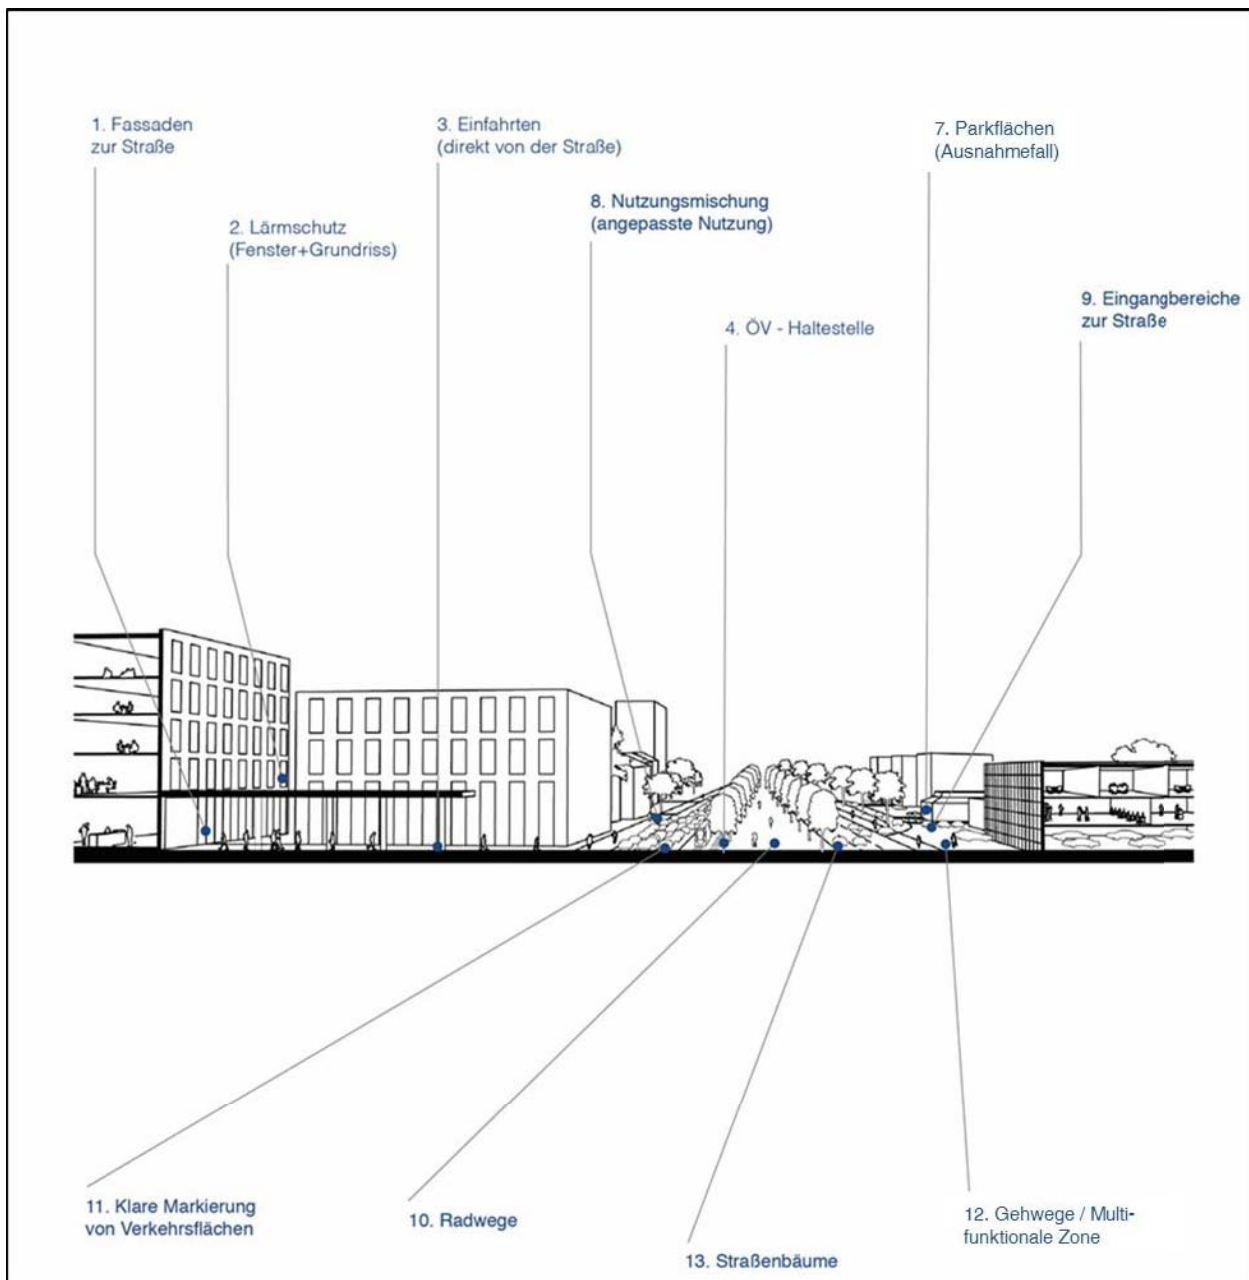 1. Fassaden
zur Straße
3. Einfahrten
(direkt von der Straße)
7. Parkflächen
(Ausnahmefall)
8. Nutzungsmischung
(angepasste Nutzung)
2. Lärmschutz
(Fenster+Grundriss)
9. Eingangbereiche
zur Straße
4. ÖV - Haltestelle
11. Klare Markierung
von Verkehrsflächen
10. Radwege
12. Gehwege / Multi-
funktionale Zone
13. Straßenbäume